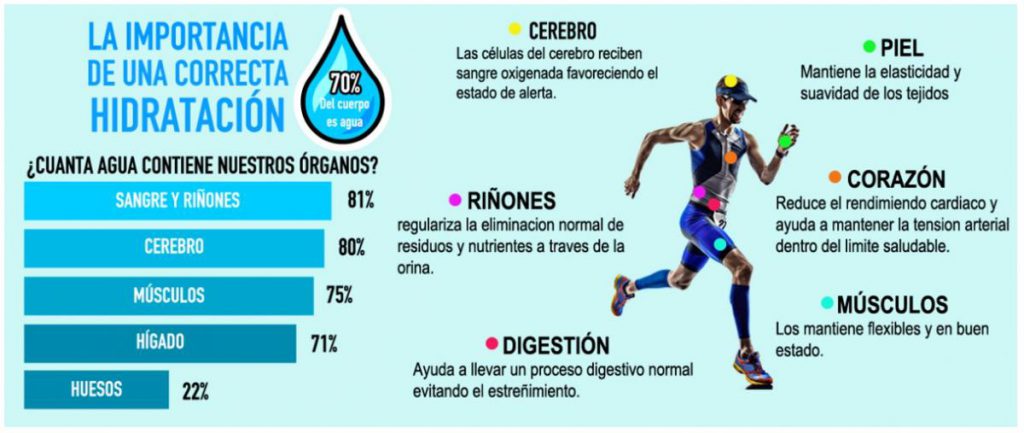 LA IMPORTANCIA
DE UNA CORRECTA
HIDRATACIÓN
70%
Del cuerpo
es agua
¿CUANTA AGUA CONTIENE NUESTROS ÓRGANOS?
SANGRE Y RIÑONES 81%
CEREBRO 80%
MÚSCULOS 75%
HÍGADO 71%
HUESOS 22%
CEREBRO
Las células del cerebro reciben
sangre oxigenada favoreciendo el
estado de alerta.
RIÑONES
regulariza la eliminacion normal de
residuos y nutrientes a traves de la
orina.
DIGESTIÓN
Ayuda a llevar un proceso digestivo normal
evitando el estreñimiento.
PIEL
Mantiene la elasticidad y
suavidad de los tejidos
CORAZÓN
Reduce el rendimiendo cardiaco y
ayuda a mantener la tension arterial
dentro del limite saludable.
MÚSCULOS
Los mantiene flexibles y en buen
estado.